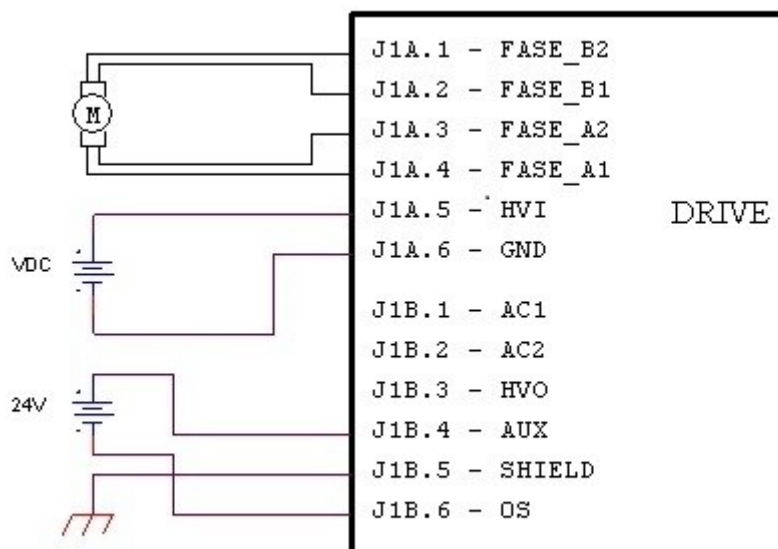 J1A.1 - FASE_B2
J1A.2 - FASE_B1
M
J1A.3 - FASE_A2
J1A.4 - FASE_A1
J1A.5 - HVI
DRIVE
J1A.6 - GND
VDC
J1B.1 - AC1
J1B.2 - AC2
J1B.3 - HVO
24V
J1B.4 - AUX
J1B.5 - SHIELD
J1B.6 - OS